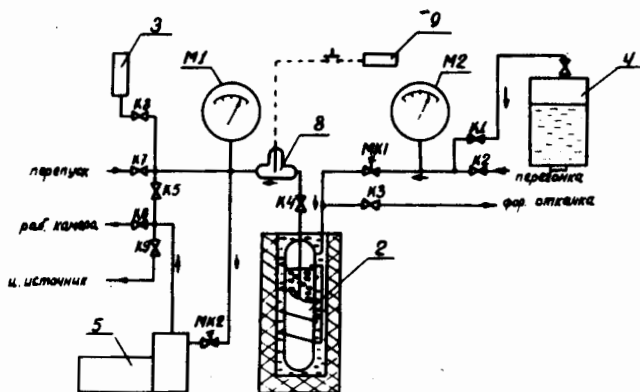 3
М1
9
М2
4
К8
8
МК1
К1
К2
перепуск
К7
перегонка
К5
К4
К3
фор. откачка
раб. камера
К6
К9
2
и. источник
5
МК2